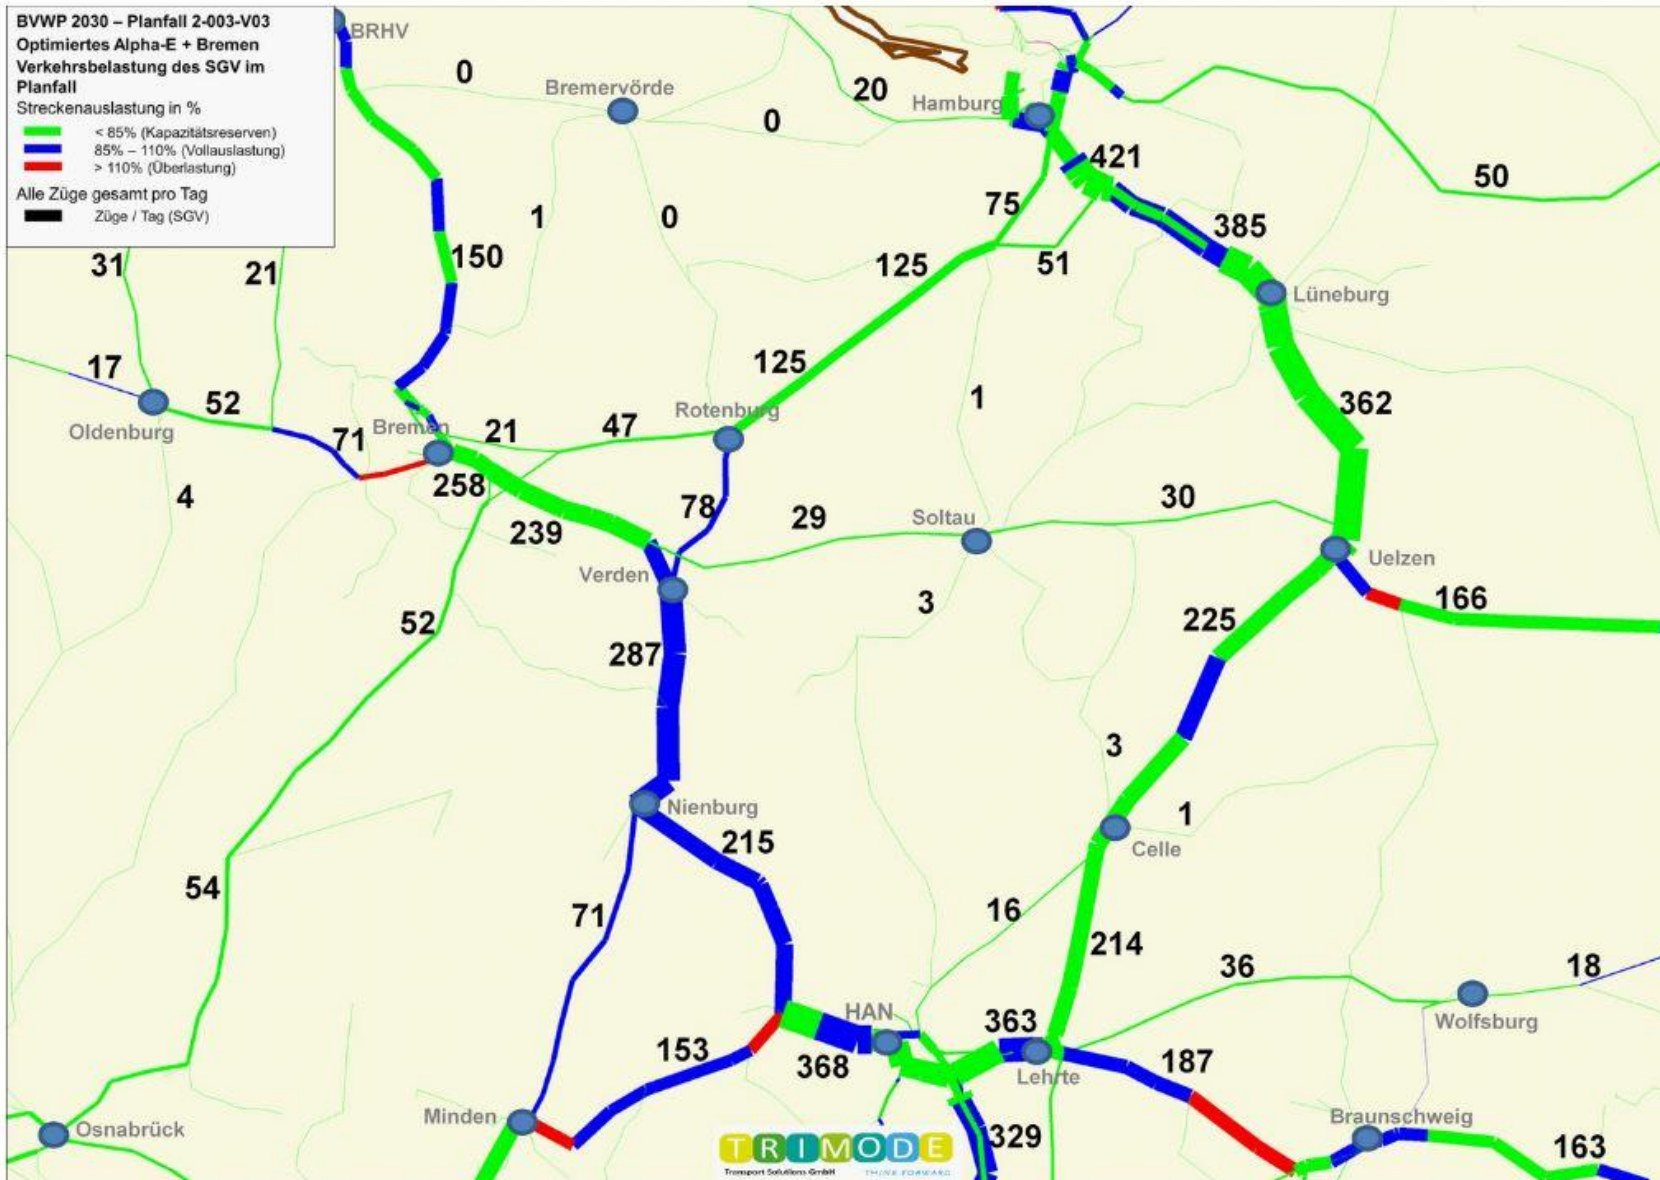 BVWP 2030 – Planfall 2-003-V03
Optimiertes Alpha-E + Bremen
Verkehrsbelastung des SGV im
Planfall
Streckenauslastung in %
< 85% (Kapazitätsreserven)
85% – 110% (Vollauslastung)
> 110% (Überlastung)
Alle Züge gesamt pro Tag
Züge / Tag (SGV)
BRHV
0
Bremervörde
20
Hamburg
0
421
50
75
1
0
385
150
125
51
31
21
Lüneburg
17
125
52
1
362
Rotenburg
Oldenburg
Bremen
21
47
71
258
4
78
30
29
Soltau
239
Uelzen
Verden
3
166
52
225
287
3
Nienburg
1
215
Celle
54
71
16
214
36
18
HAN
363
Wolfsburg
153
368
187
Lehrte
Minden
Braunschweig
Osnabrück
329
163
TRIMODE
Transport Solutions GmbH
THINK FORWARD